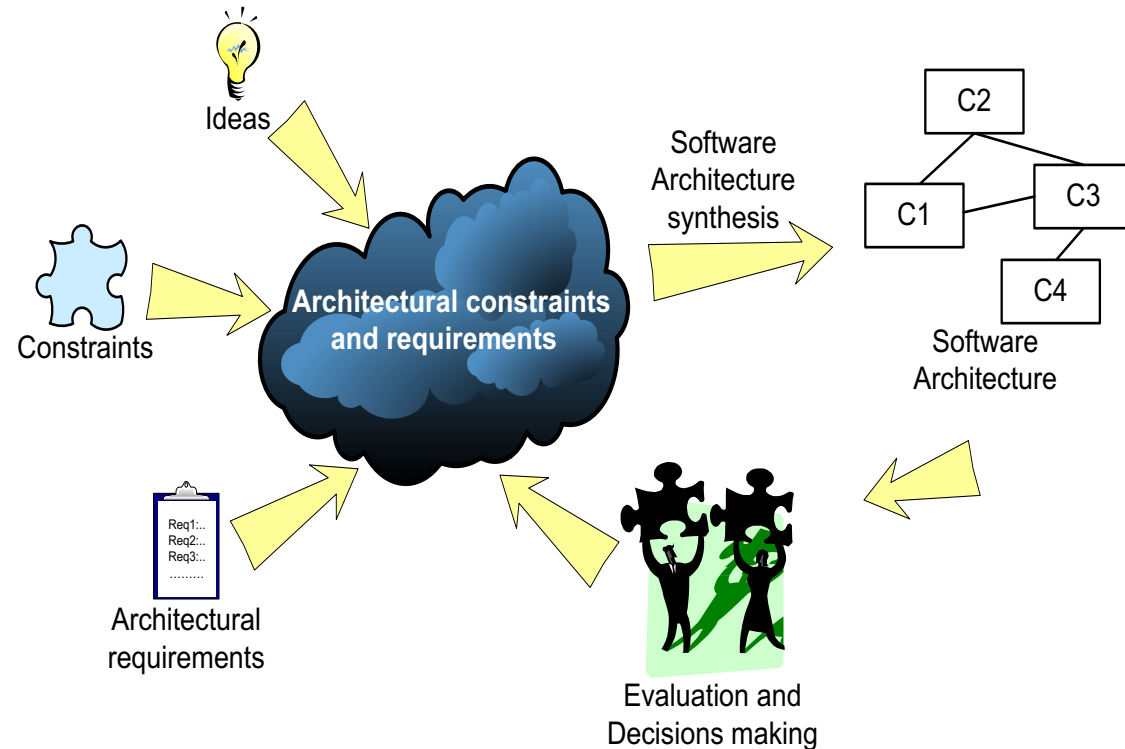 Ideas
Software
Architecture
synthesis
C2
C1
C3
C4
Architectural constraints
and requirements
Constraints
Software
Architecture
Req1:..
Req2:..
Req3:..
.........
Architectural
requirements
Evaluation and
Decisions making